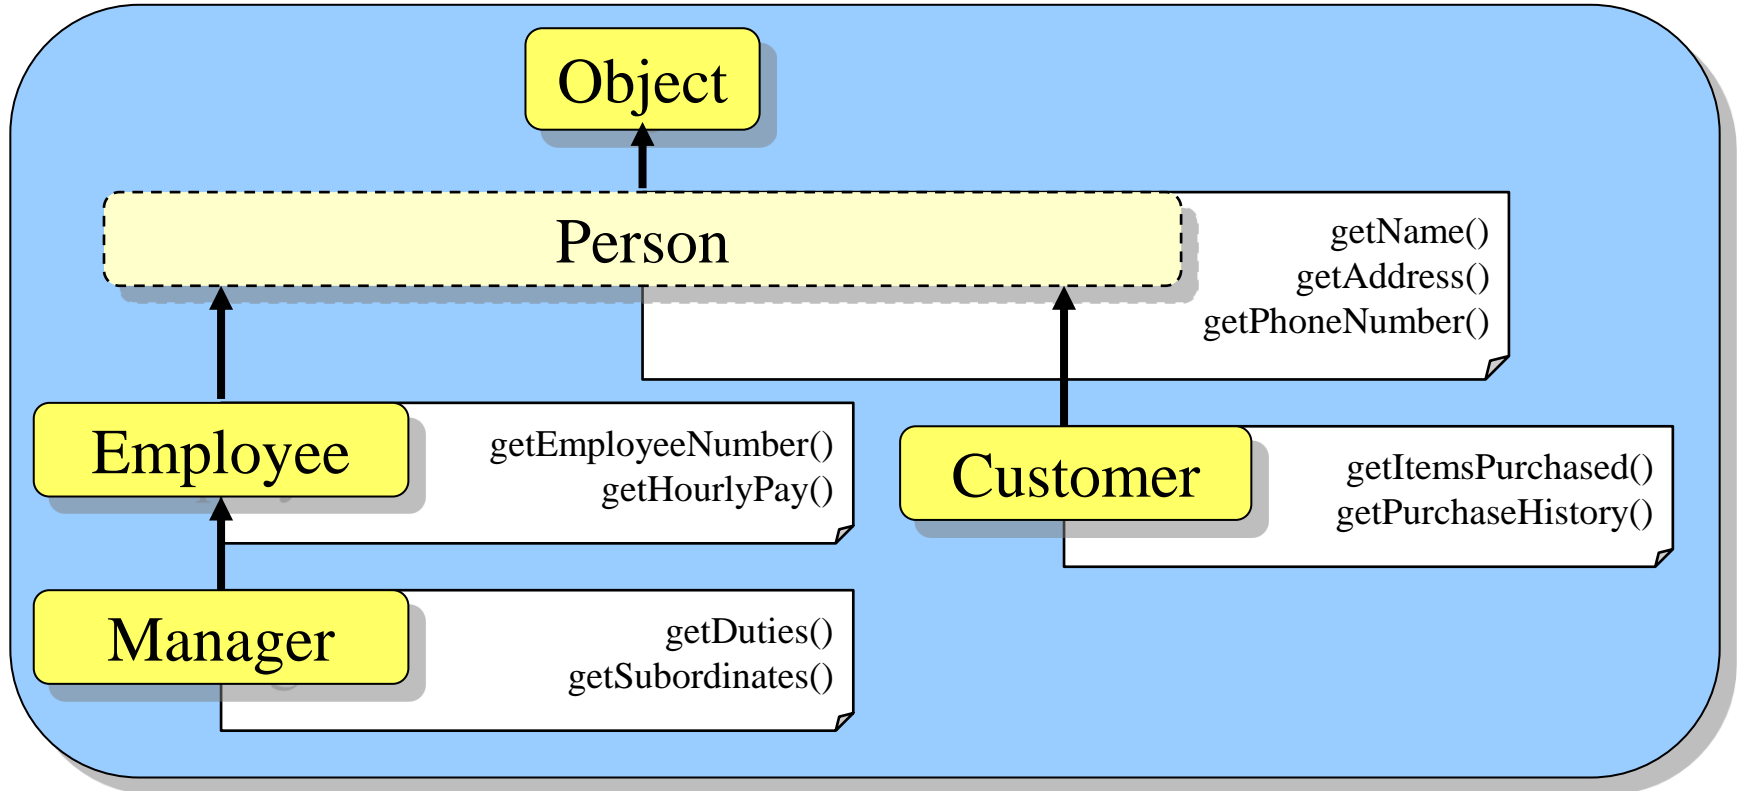 Object
Person
getName()
getAddress()
getPhoneNumber()
Employee
getEmployeeNumber()
getHourlyPay()
Customer
getItemsPurchased()
getPurchaseHistory()
Manager
getDuties()
getSubordinates()